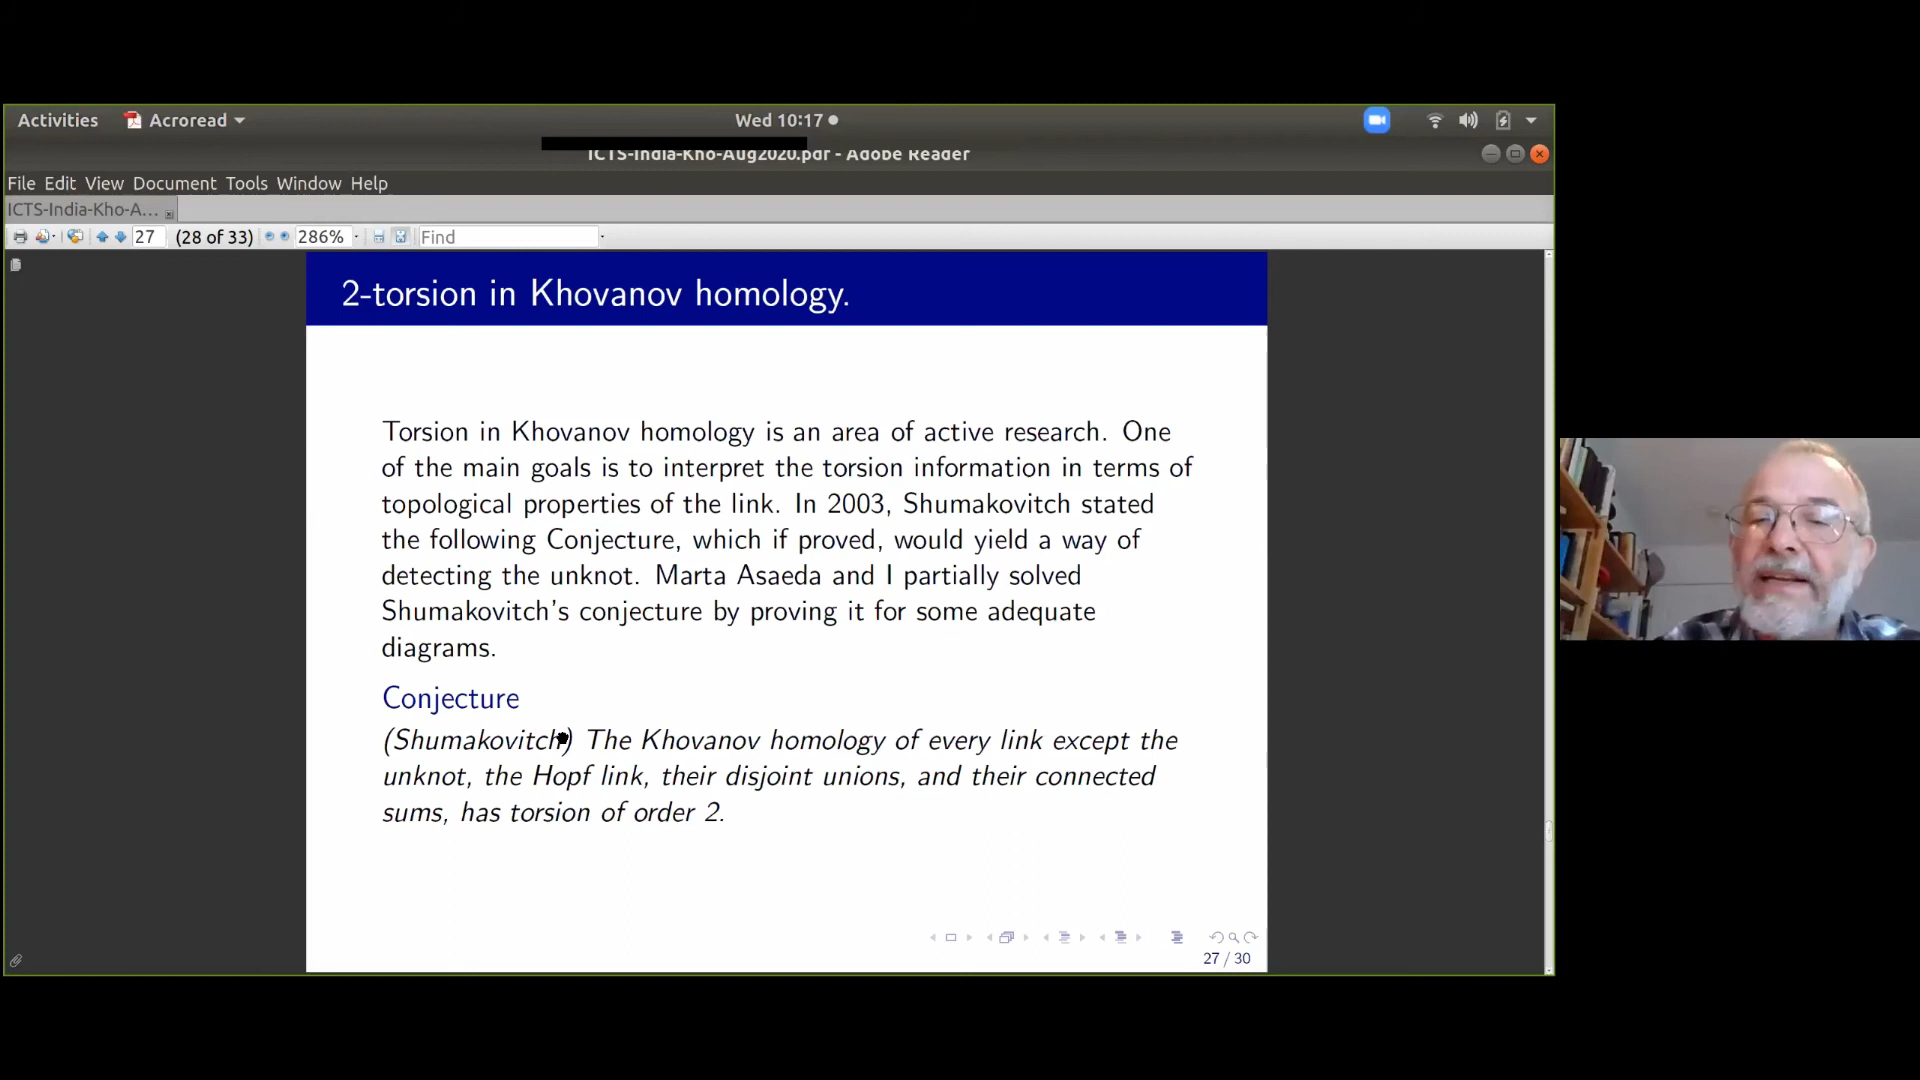 Activities Acroread Wed 10:17
ICTS-India-Kho-Aug2020.pdf - Adobe Reader
File Edit View Document Tools Window Help
ICTS-India-Kho-A...
27 (28 of 33) 286% Find
2-torsion in Khovanov homology.
Torsion in Khovanov homology is an area of active research. One
of the main goals is to interpret the torsion information in terms of
topological properties of the link. In 2003, Shumakovitch stated
the following Conjecture, which if proved, would yield a way of
detecting the unknot. Marta Asaeda and I partially solved
Shumakovitch's conjecture by proving it for some adequate
diagrams.
Conjecture
(Shumakovitch) The Khovanov homology of every link except the
unknot, the Hopf link, their disjoint unions, and their connected
sums, has torsion of order 2.
27 / 30